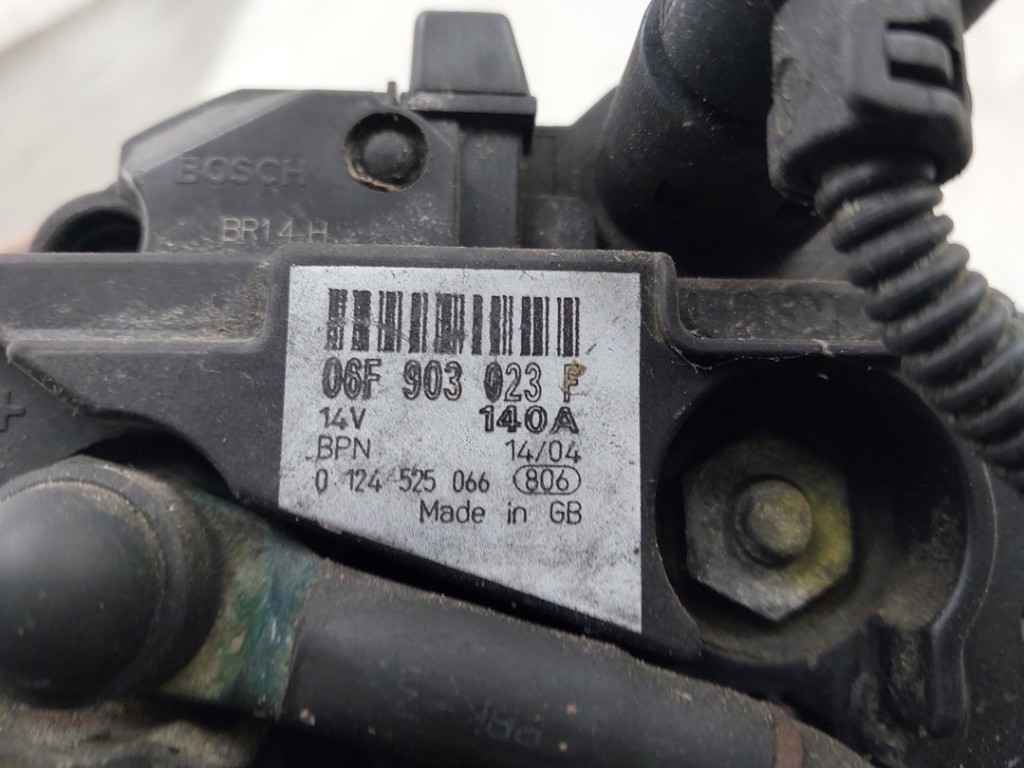 BOSCH
BR14-H
06F 903 023 F
14V 140A
BPN 14/04
0 124 525 066 806
Made in GB